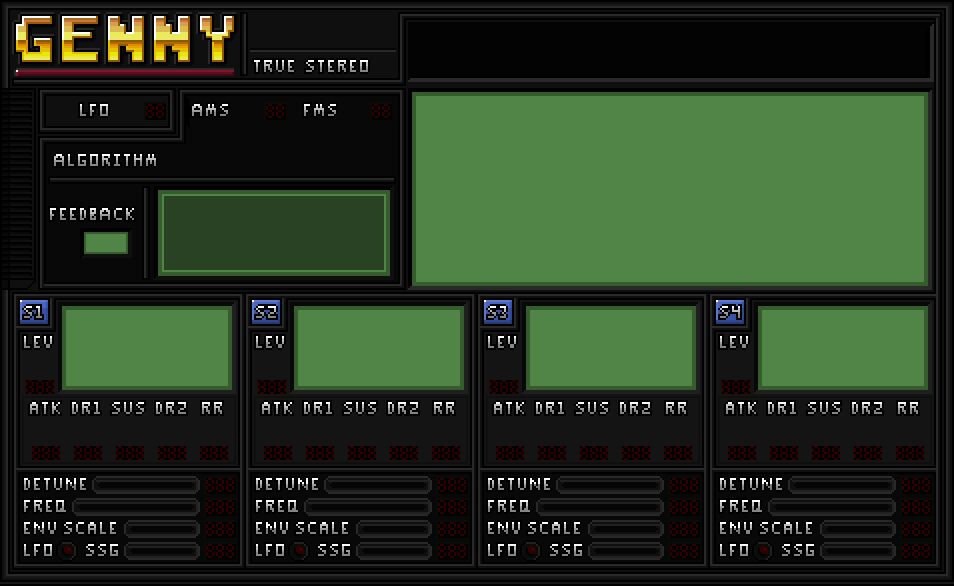 GENNY
TRUE STEREO
LFO AMS FMS
ALGORITHM
FEEDBACK
S1 S2 S3 S4
LEV LEV LEV LEV
ATK DR1 SUS DR2 RR ATK DR1 SUS DR2 RR ATK DR1 SUS DR2 RR ATK DR1 SUS DR2 RR
DETUNE DETUNE DETUNE DETUNE
FREQ FREQ FREQ FREQ
ENV SCALE ENV SCALE ENV SCALE ENV SCALE
LFO SSG LFO SSG LFO SSG LFO SSG